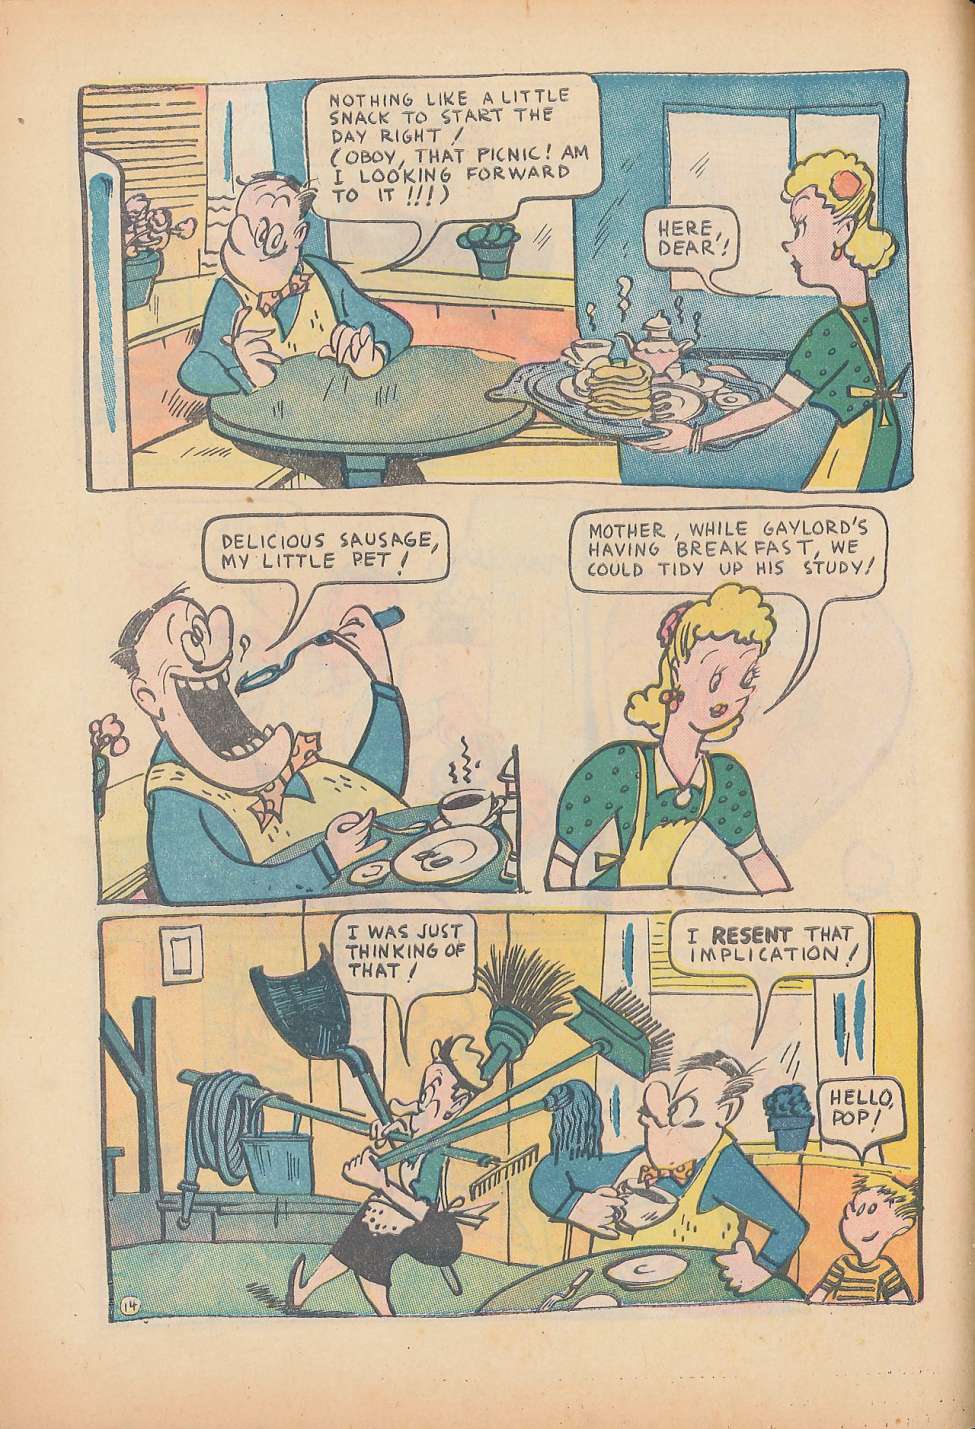 NOTHING LIKE A LITTLE
SNACK TO START THE
DAY RIGHT!
(OBOY, THAT PICNIC! AM
I LOOKING FORWARD
TO IT!!!)
HERE,
DEAR!
DELICIOUS SAUSAGE,
MY LITTLE PET!
MOTHER, WHILE GAYLORD'S
HAVING BREAKFAST, WE
COULD TIDY UP HIS STUDY!
I WAS JUST
THINKING OF
THAT!
I RESENT THAT
IMPLICATION!
HELLO,
POP!
14